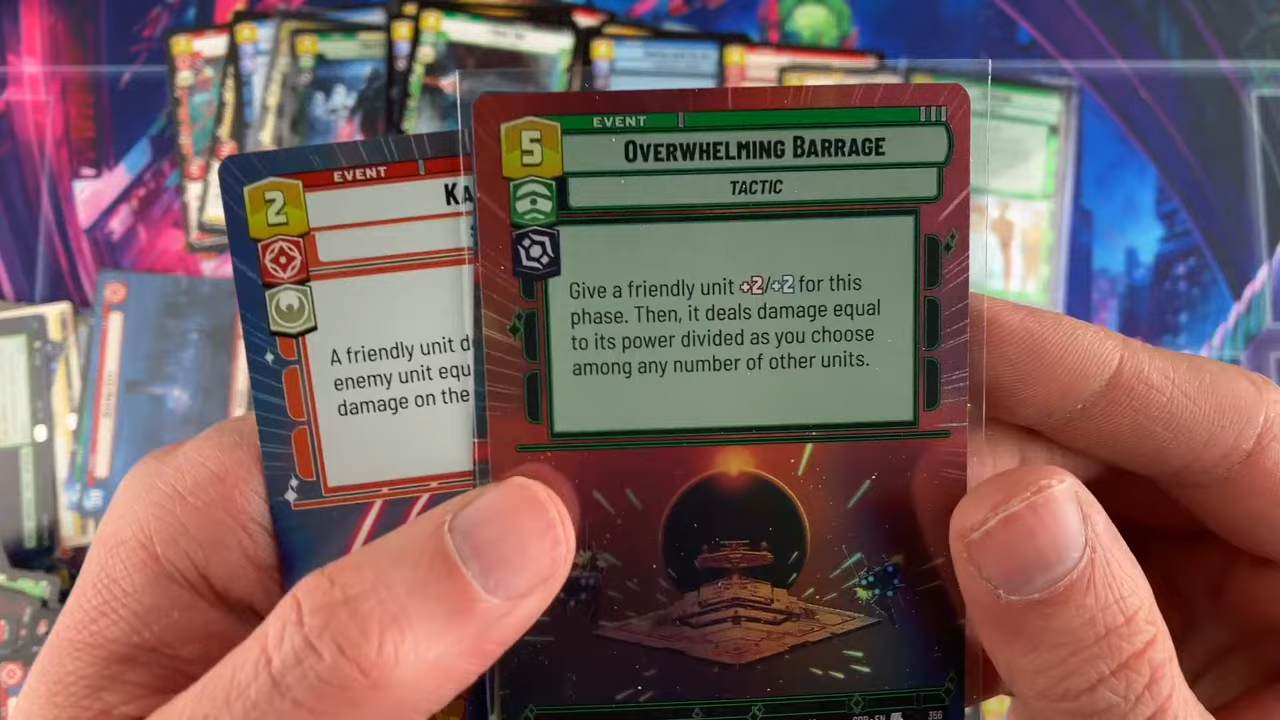 EVENT
5
OVERWHELMING BARRAGE
TACTIC
Give a friendly unit +2/+2 for this
phase. Then, it deals damage equal
to its power divided as you choose
among any number of other units.
356
EVENT
2
A friendly unit
enemy unit equ
damage on the